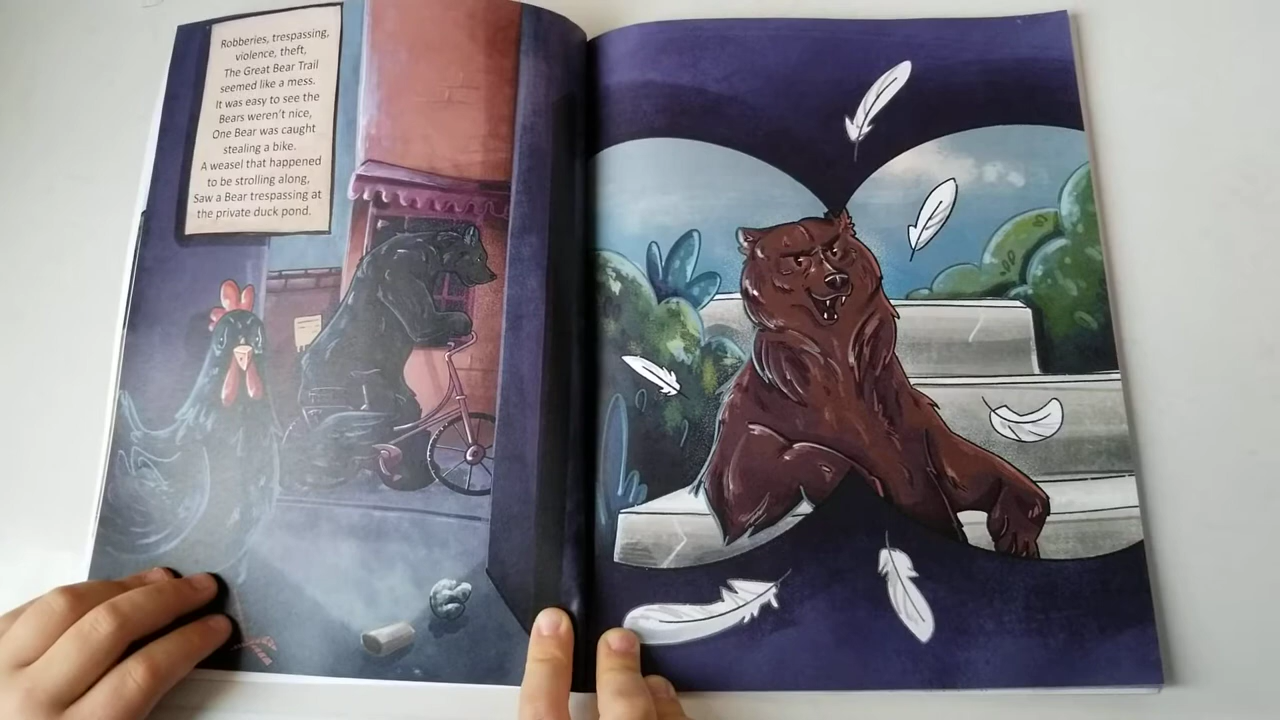 Robberies, trespassing,
violence, theft,
The Great Bear Trail
seemed like a mess.
It was easy to see the
Bears weren't nice,
One Bear was caught
stealing a bike.
A weasel that happened
to be strolling along,
Saw a Bear trespassing at
the private duck pond.